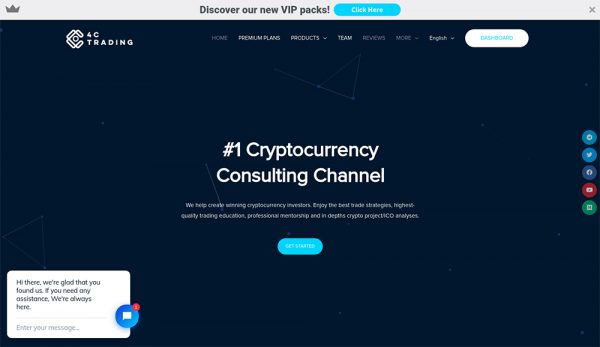 Discover our new VIP packs! Click Here
4C TRADING
HOME PREMIUM PLANS PRODUCTS TEAM REVIEWS MORE English DASHBOARD
#1 Cryptocurrency
Consulting Channel
We help create winning cryptocurrency investors. Enjoy the best trade strategies, highest-
quality trading education, professional mentorship and in depths crypto project/ICO analyses.
GET STARTED
Hi there, we're glad that you
found us. If you need any
assistance, We're always
here.
1
Enter your message...